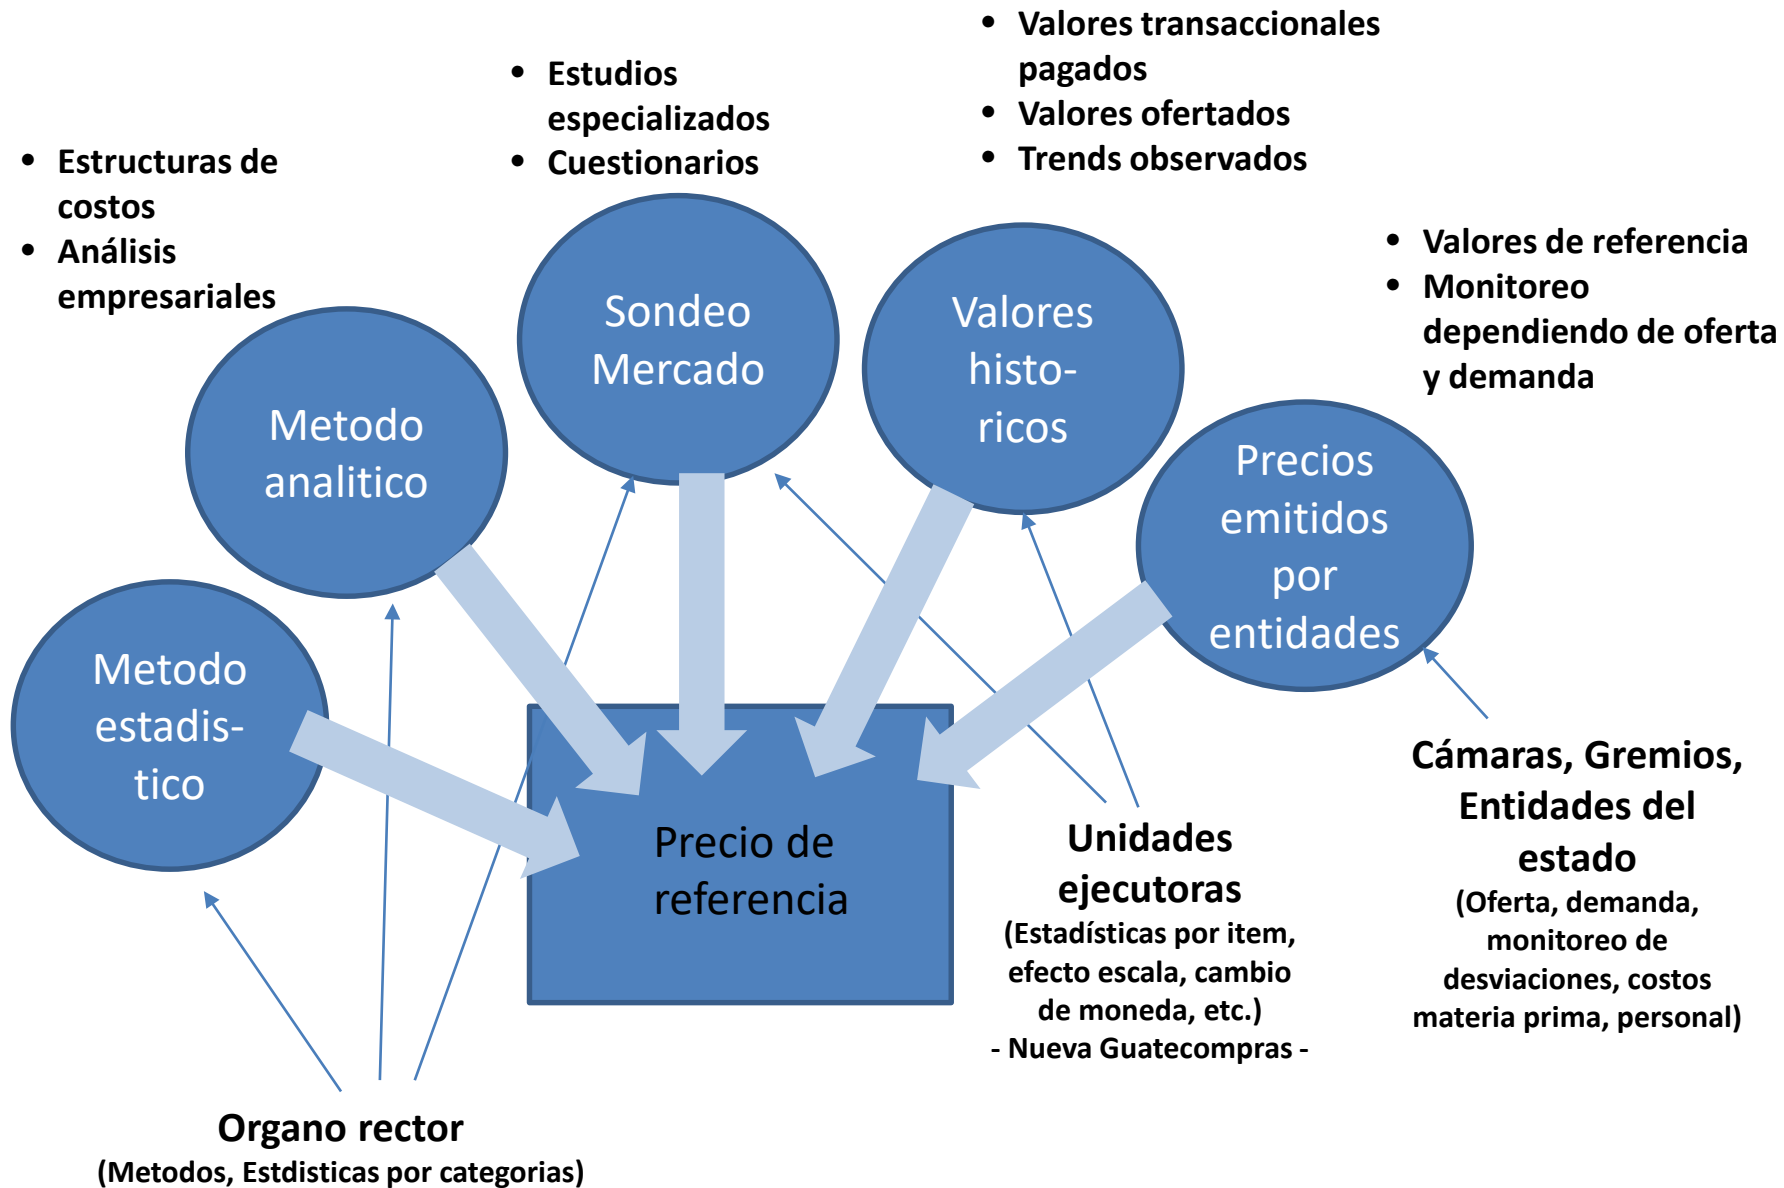 • Estructuras de
costos
• Análisis
empresariales
• Estudios
especializados
• Cuestionarios
• Valores transaccionales
pagados
• Valores ofertados
• Trends observados
• Valores de referencia
• Monitoreo
dependiendo de oferta
y demanda
Metodo
estadis-
tico
Metodo
analitico
Sondeo
Mercado
Valores
histo-
ricos
Precios
emitidos
por
entidades
Precio de
referencia
Organo rector
(Metodos, Estdisticas por categorias)
Unidades
ejecutoras
(Estadísticas por item,
efecto escala, cambio
de moneda, etc.)
- Nueva Guatecompras -
Cámaras, Gremios,
Entidades del
estado
(Oferta, demanda,
monitoreo de
desviaciones, costos
materia prima, personal)